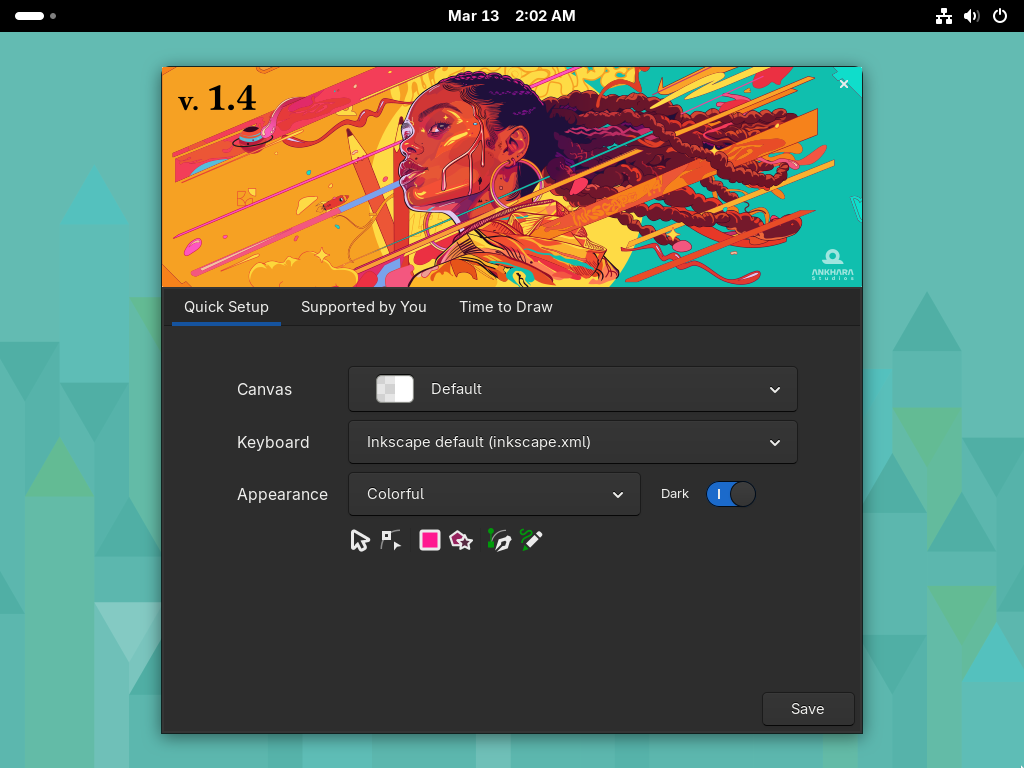 Mar 13 2:02 AM
v. 1.4
ANKHARA
Studios
Quick Setup Supported by You Time to Draw
Canvas Default
Keyboard Inkscape default (inkscape.xml)
Appearance Colorful Dark
Save